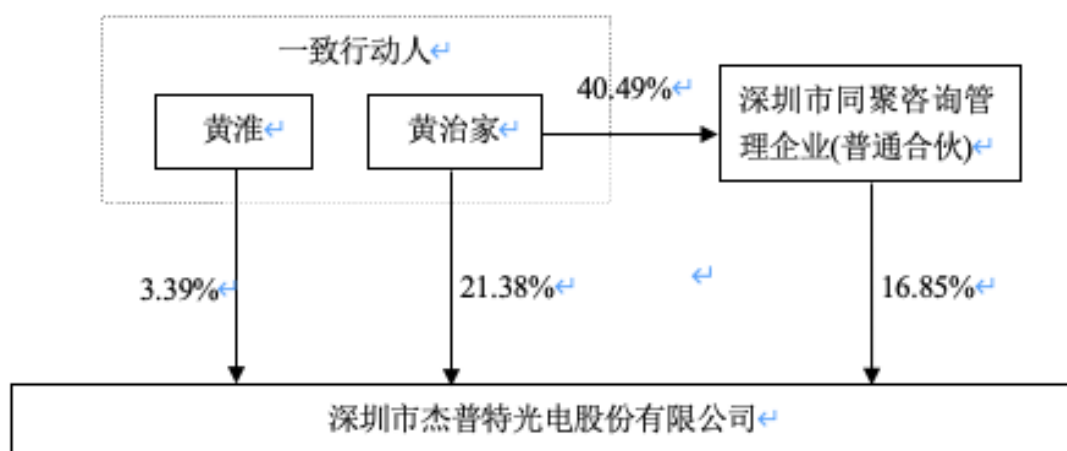 一致行动人↵
40.49%↵
深圳市同聚咨询管
理企业(普通合伙)↵
黄淮↵
黄治家↵
3.39%↵
21.38%↵
↵
16.85%↵
深圳市杰普特光电股份有限公司↵